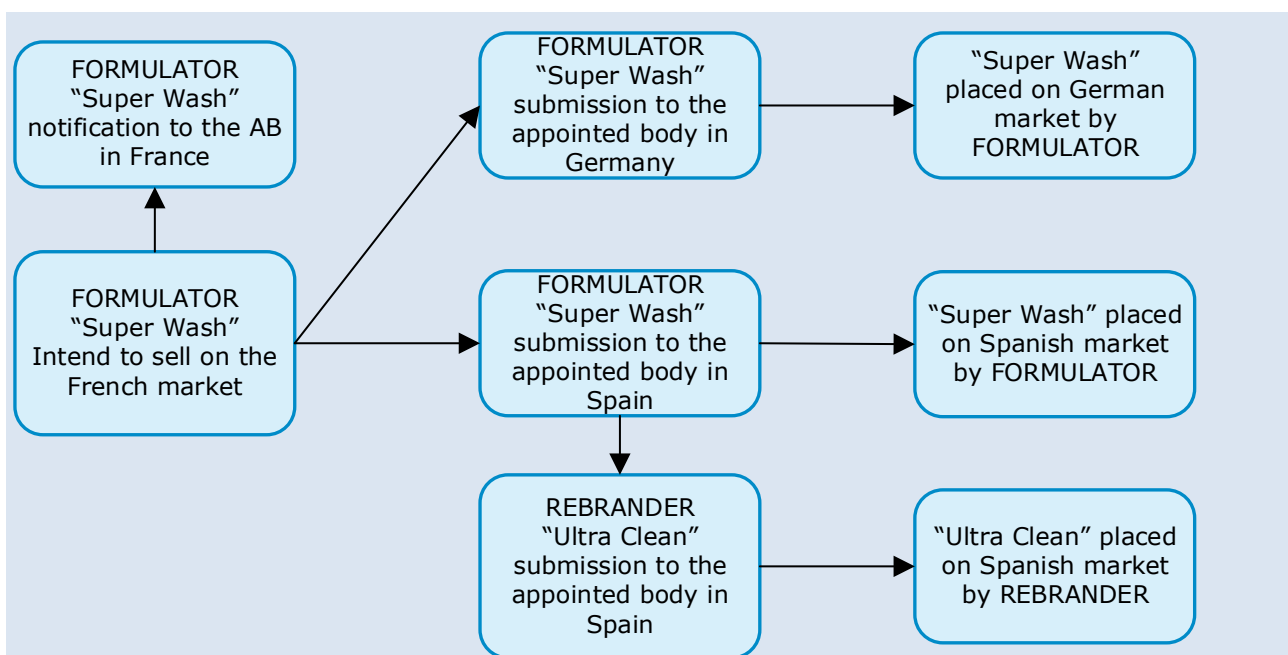 FORMULATOR
“Super Wash”
notification to the AB
in France
FORMULATOR
“Super Wash”
submission to the
appointed body in
Germany
“Super Wash”
placed on German
market by
FORMULATOR
FORMULATOR
“Super Wash”
Intend to sell on the
French market
FORMULATOR
“Super Wash”
submission to the
appointed body in
Spain
“Super Wash” placed
on Spanish market
by FORMULATOR
REBRANDER
“Ultra Clean”
submission to the
appointed body in
Spain
“Ultra Clean” placed
on Spanish market
by REBRANDER